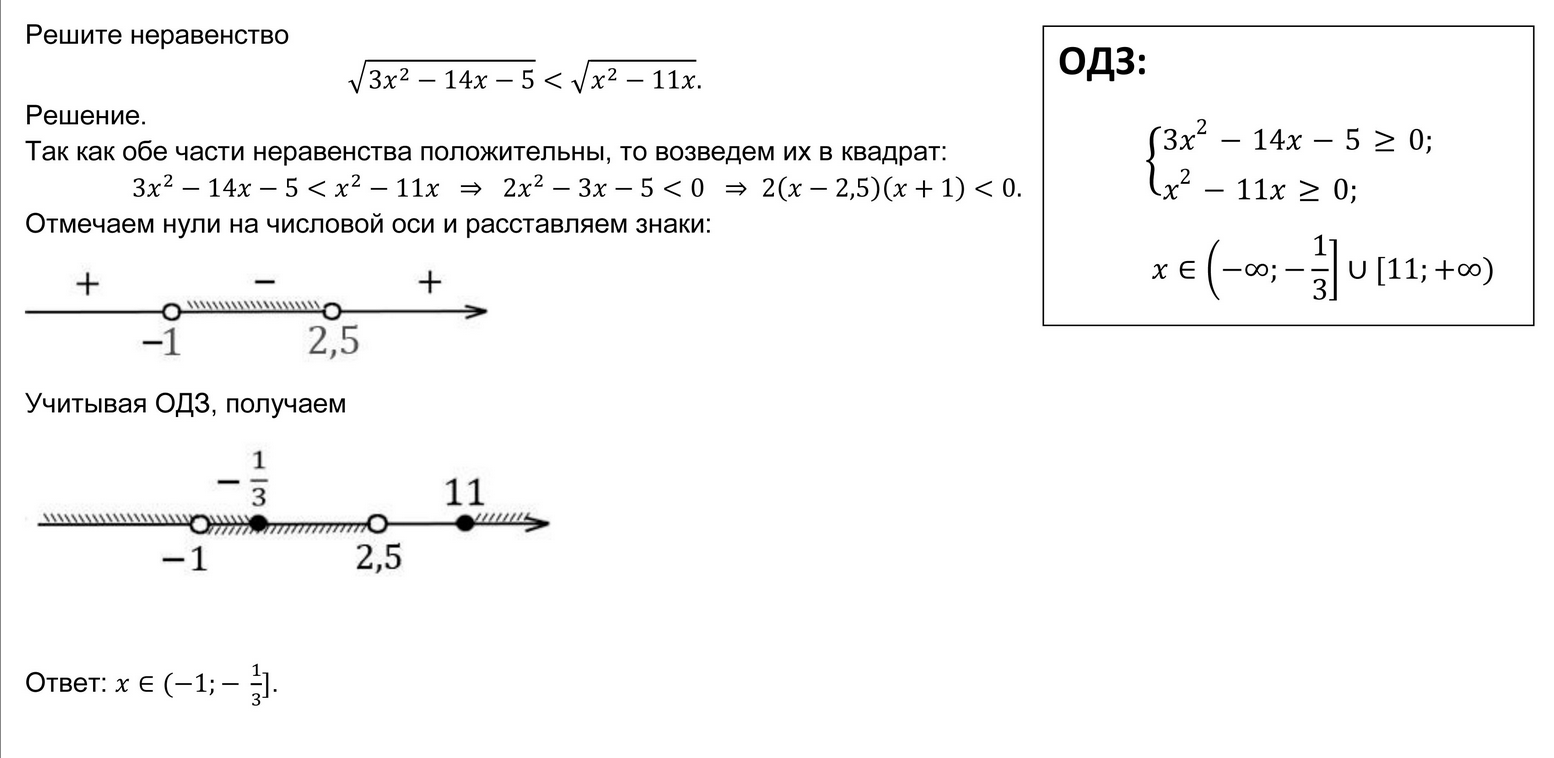 Решите неравенство
√(3x² − 14x − 5) < √(x² − 11x).
Решение.
Так как обе части неравенства положительны, то возведем их в квадрат:
3x² − 14x − 5 < x² − 11x ⇒ 2x² − 3x − 5 < 0 ⇒ 2(x − 2,5)(x + 1) < 0.
Отмечаем нули на числовой оси и расставляем знаки:
+ − +
−1 2,5
Учитывая ОДЗ, получаем
− 1/3 11
−1 2,5
Ответ: x ∈ (−1; − 1/3].
ОДЗ:
{3x² − 14x − 5 ≥ 0;
x² − 11x ≥ 0;
x ∈ (−∞; − 1/3] ∪ [11; +∞)